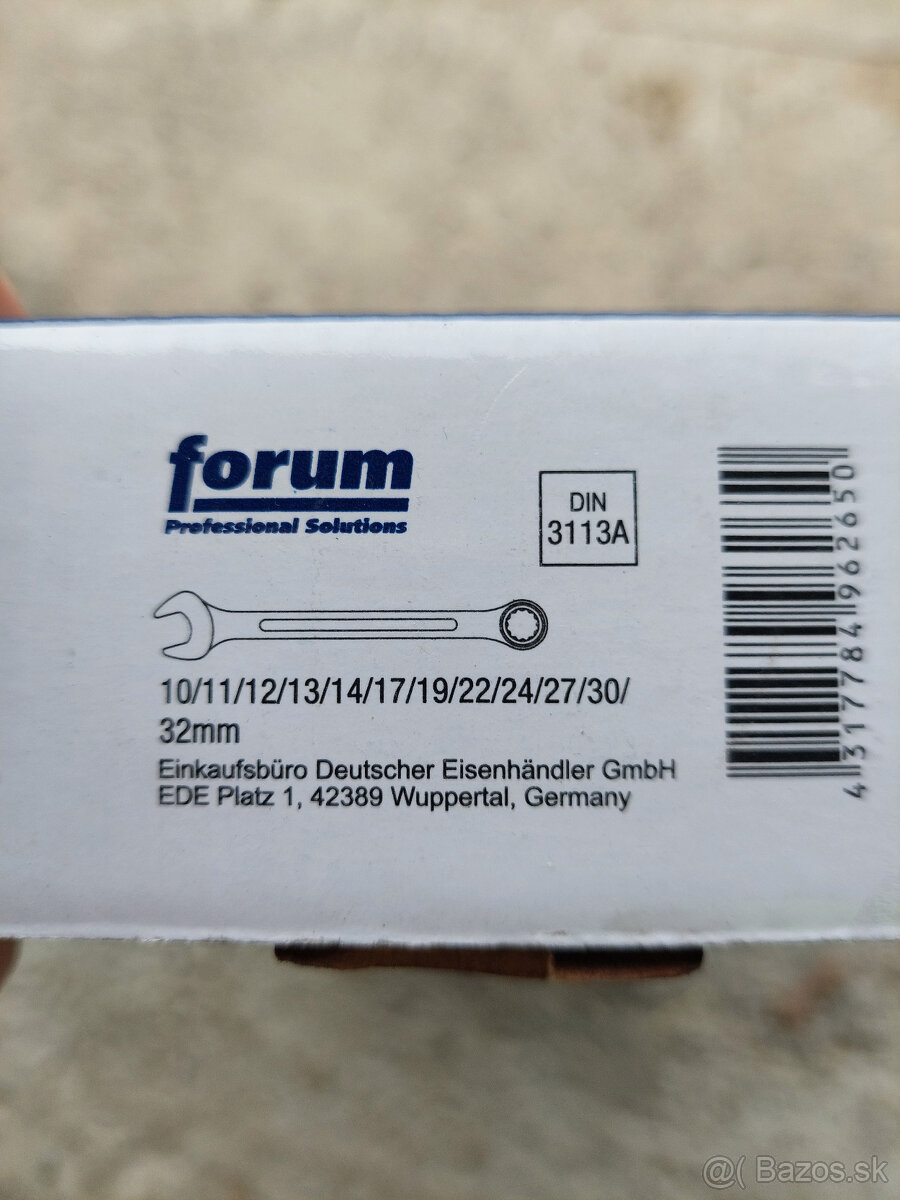 forum
Professional Solutions
DIN
3113A
10/11/12/13/14/17/19/22/24/27/30/
32mm
Einkaufsbüro Deutscher Eisenhändler GmbH
EDE Platz 1, 42389 Wuppertal, Germany
4317784962650
@( Bazos.sk